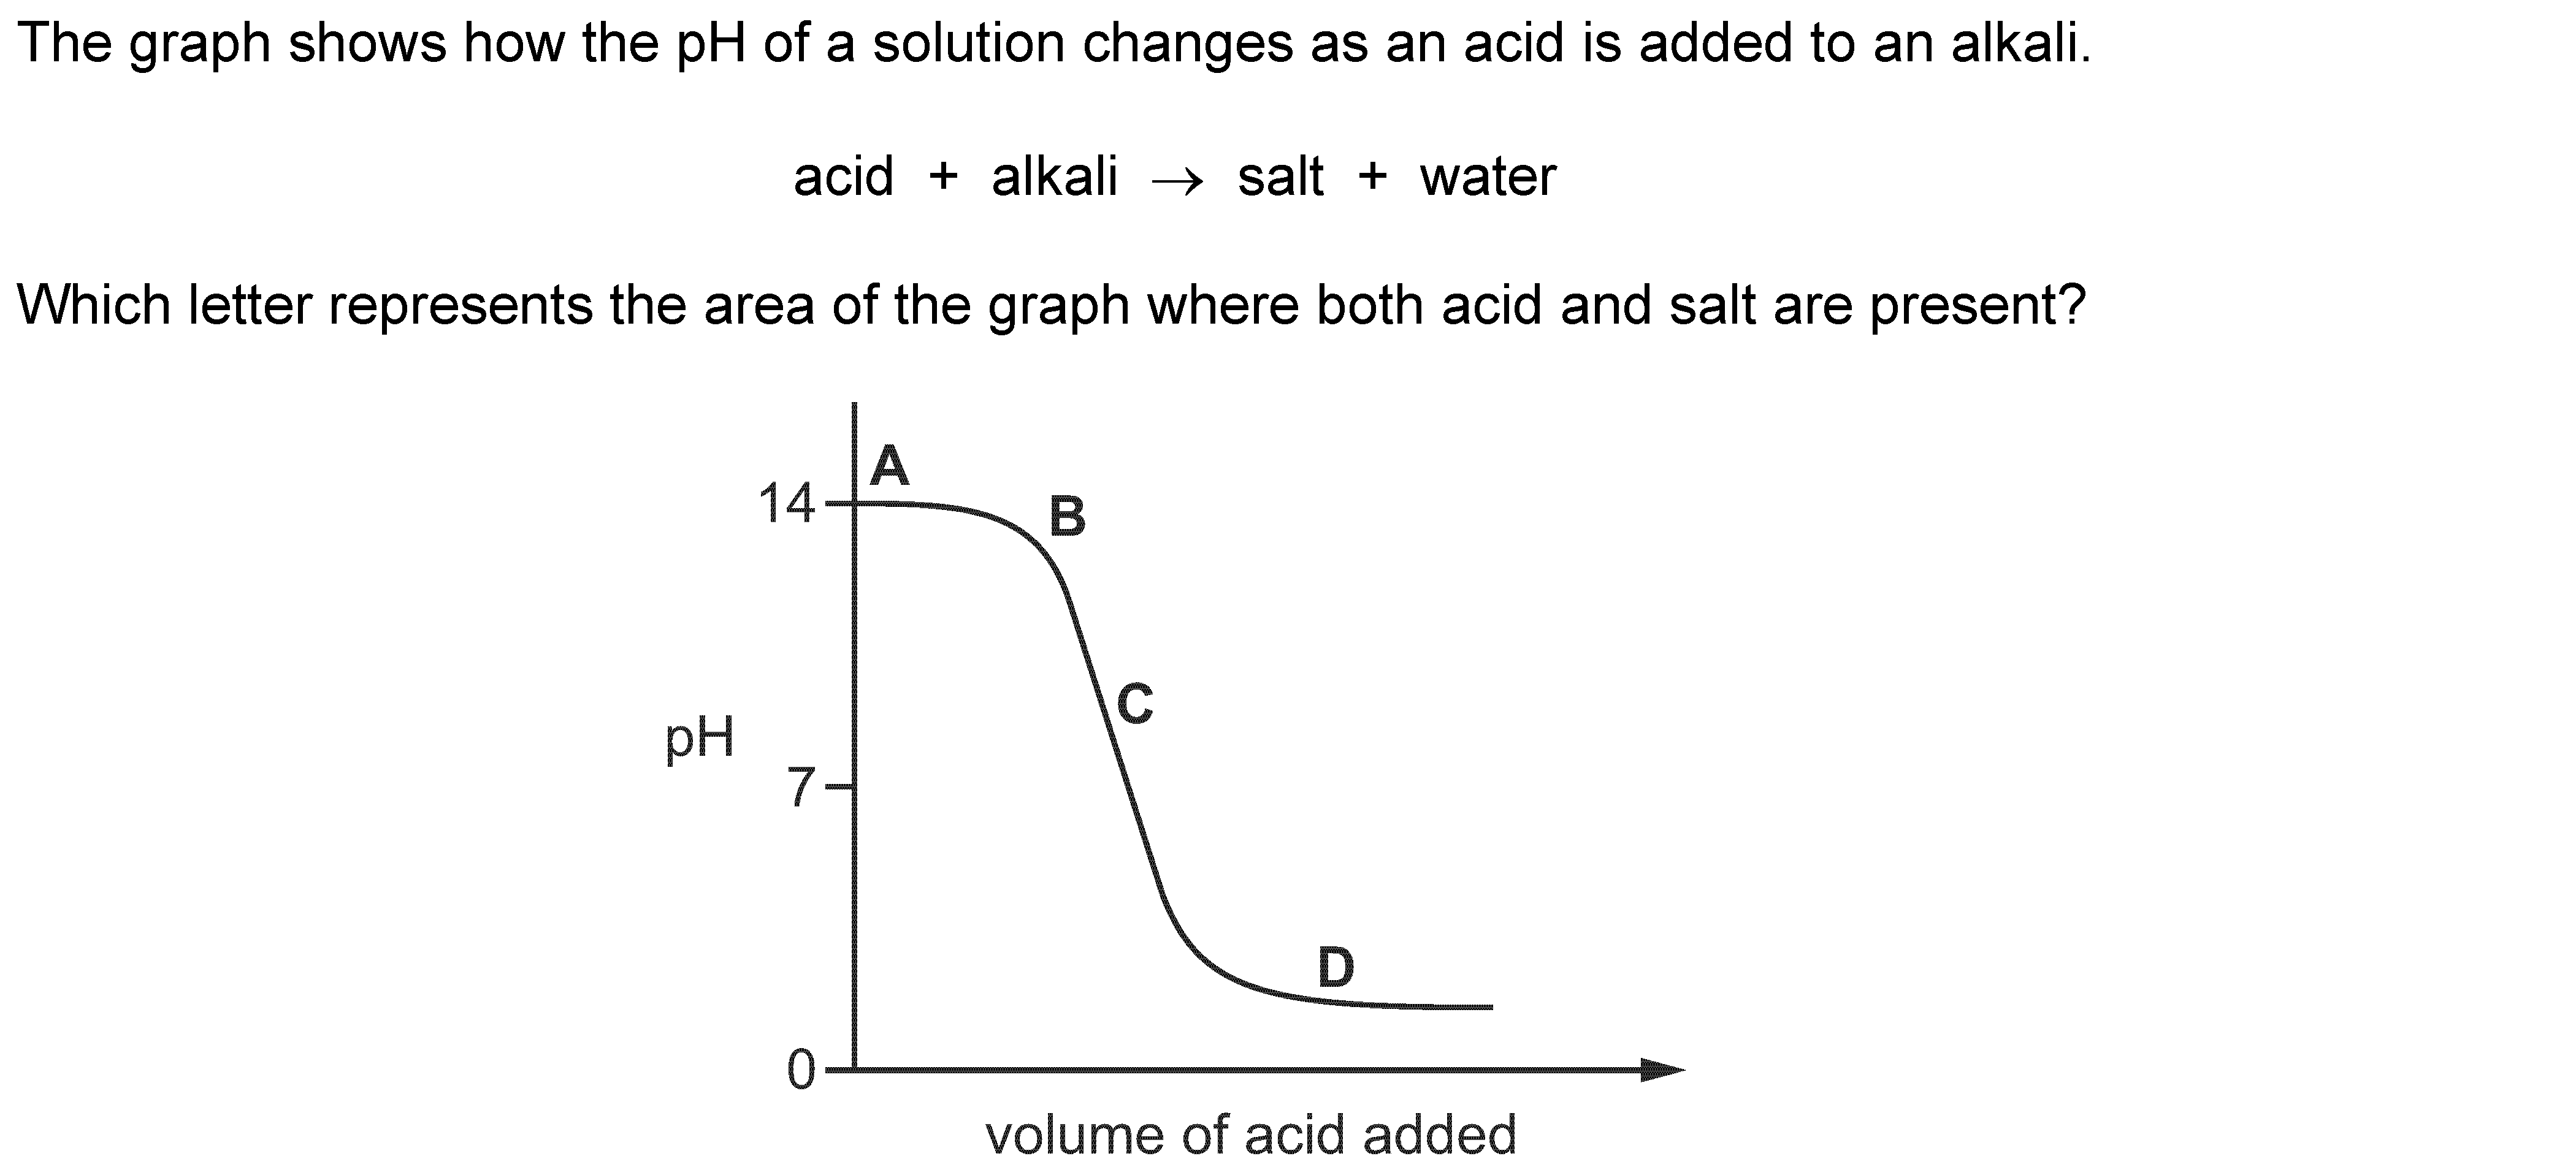 The graph shows how the pH of a solution changes as an acid is added to an alkali.
acid + alkali → salt + water
Which letter represents the area of the graph where both acid and salt are present?
A
14
B
C
pH
7
D
0
volume of acid added